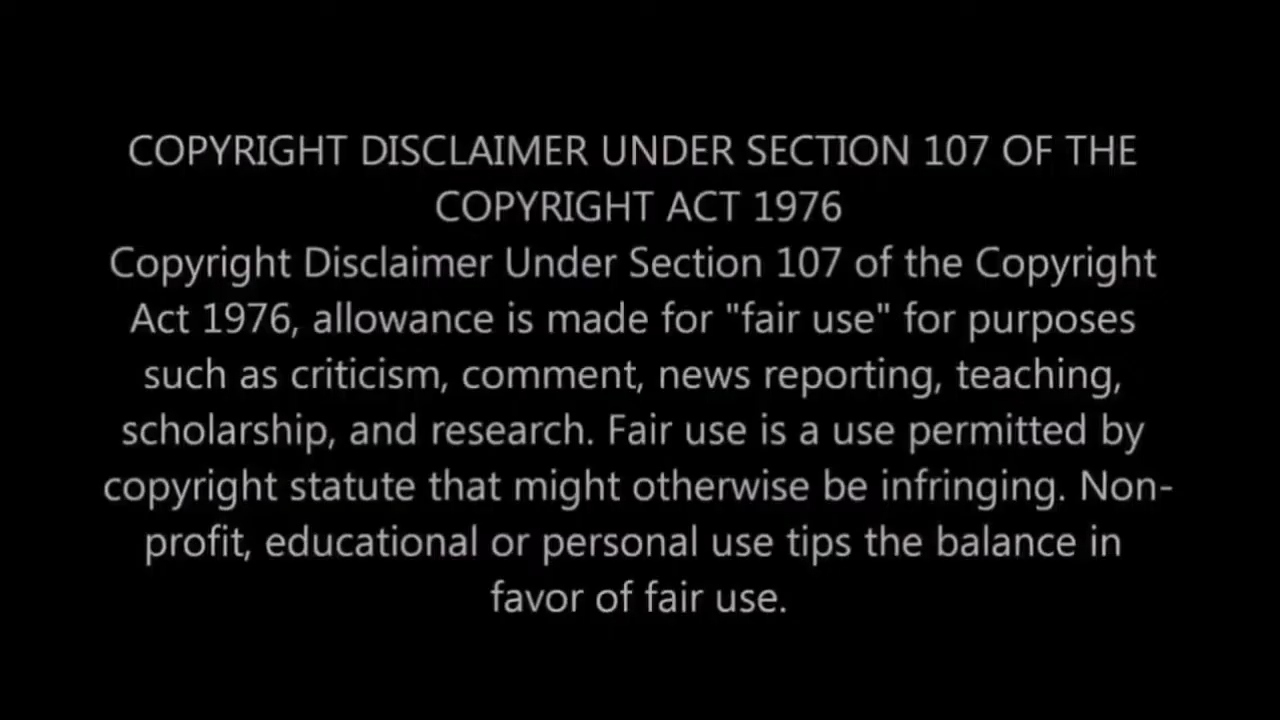 COPYRIGHT DISCLAIMER UNDER SECTION 107 OF THE
COPYRIGHT ACT 1976
Copyright Disclaimer Under Section 107 of the Copyright
Act 1976, allowance is made for "fair use" for purposes
such as criticism, comment, news reporting, teaching,
scholarship, and research. Fair use is a use permitted by
copyright statute that might otherwise be infringing. Non-
profit, educational or personal use tips the balance in
favor of fair use.